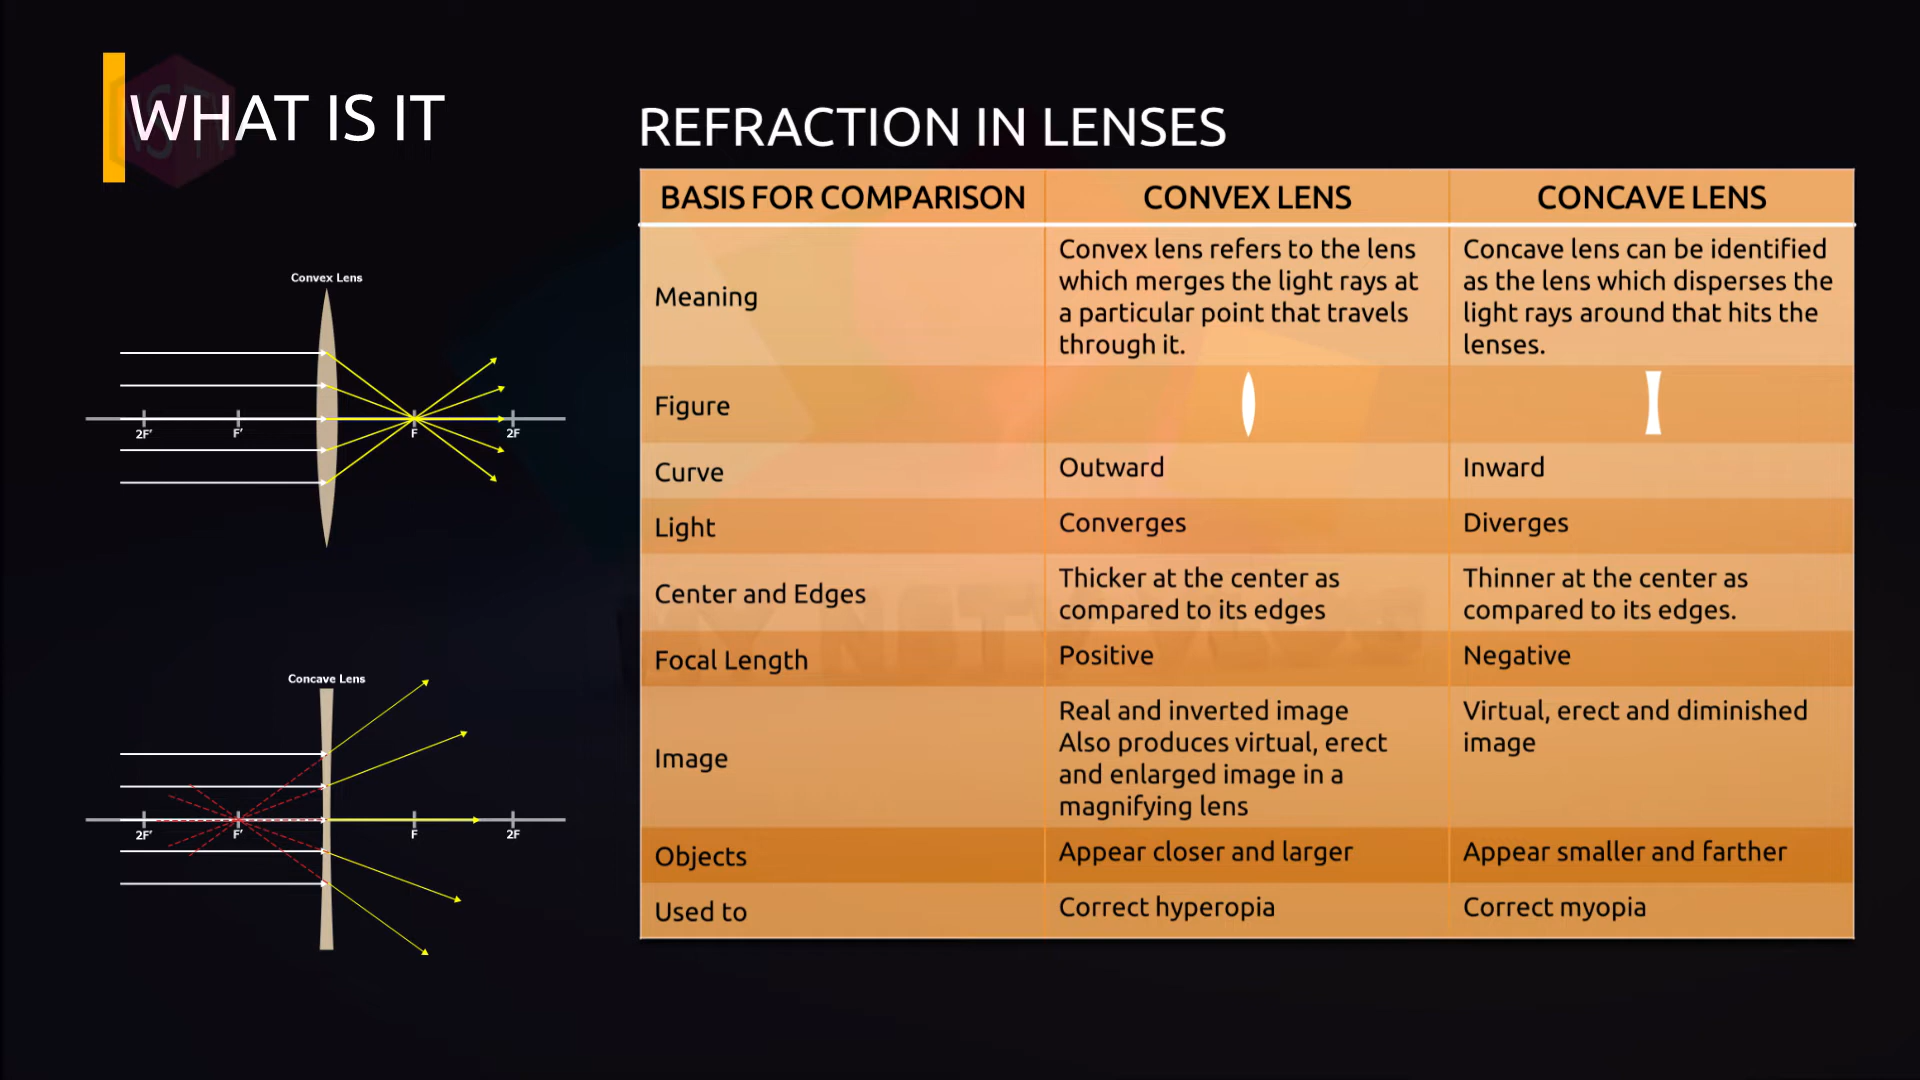 WHAT IS IT
REFRACTION IN LENSES
BASIS FOR COMPARISON
CONVEX LENS
CONCAVE LENS
Meaning
Convex lens refers to the lens
which merges the light rays at
a particular point that travels
through it.
Concave lens can be identified
as the lens which disperses the
light rays around that hits the
lenses.
Figure
Curve
Outward
Inward
Light
Converges
Diverges
Center and Edges
Thicker at the center as
compared to its edges
Thinner at the center as
compared to its edges.
Focal Length
Positive
Negative
Image
Real and inverted image
Also produces virtual, erect
and enlarged image in a
magnifying lens
Virtual, erect and diminished
image
Objects
Appear closer and larger
Appear smaller and farther
Used to
Correct hyperopia
Correct myopia
Convex Lens
2F' F' F 2F
Concave Lens
2F' F' F 2F